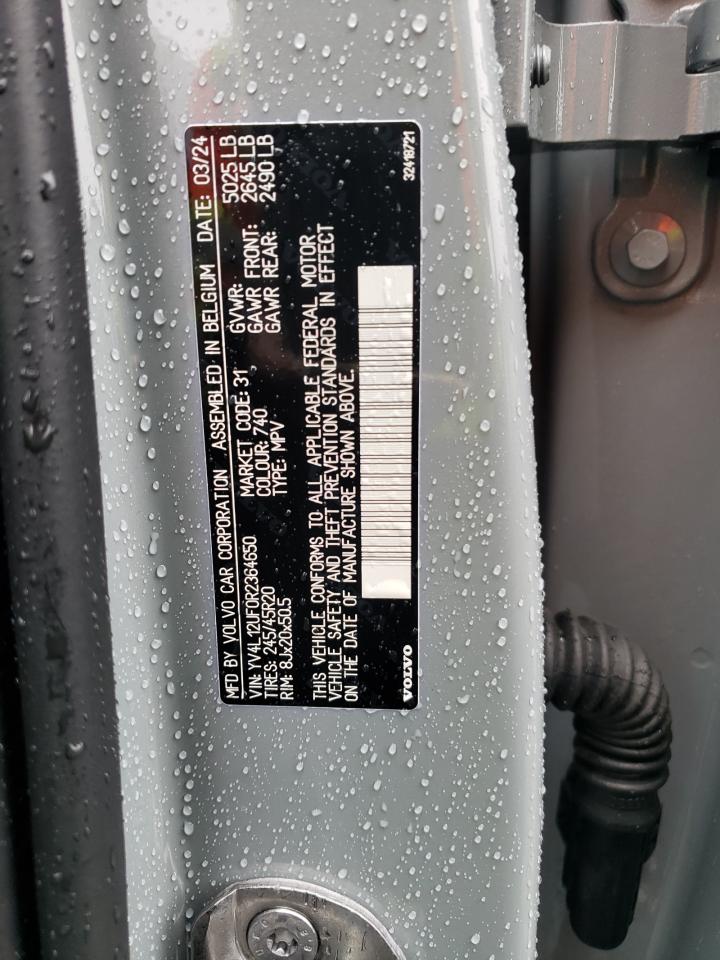 MFD BY VOLVO CAR CORPORATION ASSEMBLED IN BELGIUM DATE: 03/24
VIN: YV4L12UF0R2364650 MARKET CODE: 31 GVWR: 5025 LB
TIRES: 245/45R20 COLOUR: 740 GAWR FRONT: 2645 LB
RIM: 8Jx20x50.5 TYPE: MPV GAWR REAR: 2490 LB
THIS VEHICLE CONFORMS TO ALL APPLICABLE FEDERAL MOTOR
VEHICLE SAFETY AND THEFT PREVENTION STANDARDS IN EFFECT
ON THE DATE OF MANUFACTURE SHOWN ABOVE.
VOLVO 32418721